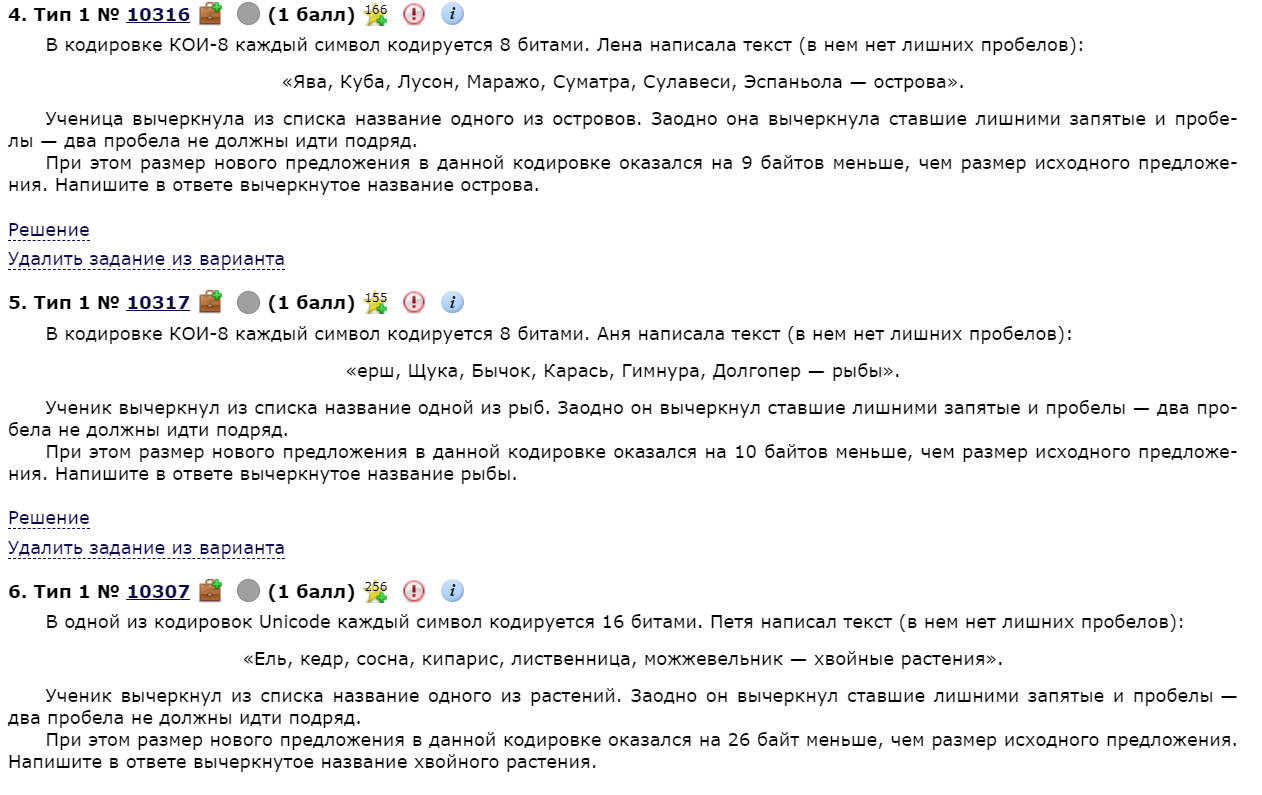 4. Тип 1 № 10316 (1 балл) 166
В кодировке КОИ-8 каждый символ кодируется 8 битами. Лена написала текст (в нем нет лишних пробелов):
«Ява, Куба, Лусон, Маражо, Суматра, Сулавеси, Эспаньола — острова».
Ученица вычеркнула из списка название одного из островов. Заодно она вычеркнула ставшие лишними запятые и пробе-
лы — два пробела не должны идти подряд.
При этом размер нового предложения в данной кодировке оказался на 9 байтов меньше, чем размер исходного предложе-
ния. Напишите в ответе вычеркнутое название острова.
Решение
Удалить задание из варианта
5. Тип 1 № 10317 (1 балл) 155
В кодировке КОИ-8 каждый символ кодируется 8 битами. Аня написала текст (в нем нет лишних пробелов):
«ерш, Щука, Бычок, Карась, Гимнура, Долгопер — рыбы».
Ученик вычеркнул из списка название одной из рыб. Заодно он вычеркнул ставшие лишними запятые и пробелы — два про-
бела не должны идти подряд.
При этом размер нового предложения в данной кодировке оказался на 10 байтов меньше, чем размер исходного предложе-
ния. Напишите в ответе вычеркнутое название рыбы.
Решение
Удалить задание из варианта
6. Тип 1 № 10307 (1 балл) 256
В одной из кодировок Unicode каждый символ кодируется 16 битами. Петя написал текст (в нем нет лишних пробелов):
«Ель, кедр, сосна, кипарис, лиственница, можжевельник — хвойные растения».
Ученик вычеркнул из списка название одного из растений. Заодно он вычеркнул ставшие лишними запятые и пробелы —
два пробела не должны идти подряд.
При этом размер нового предложения в данной кодировке оказался на 26 байт меньше, чем размер исходного предложения.
Напишите в ответе вычеркнутое название хвойного растения.